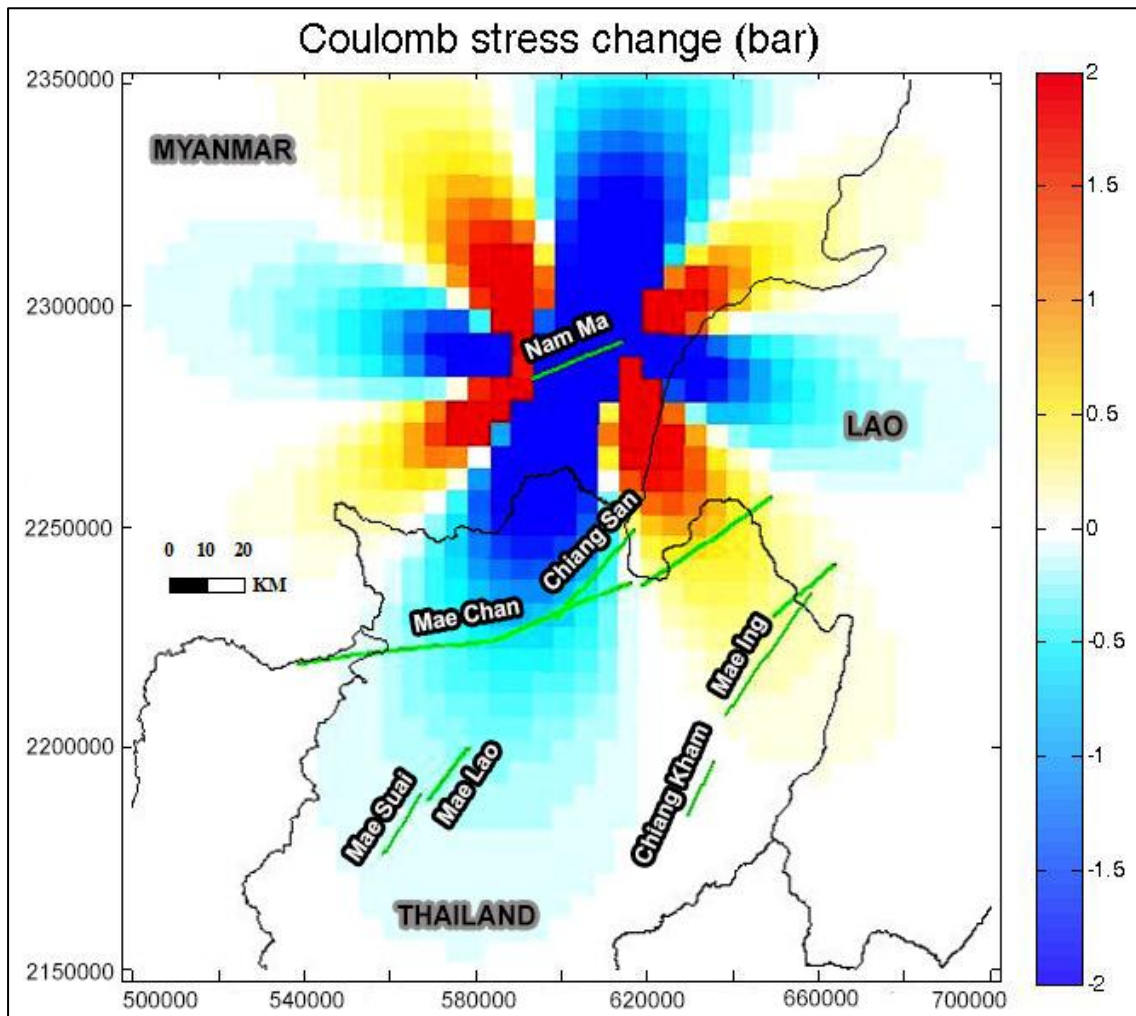 Coulomb stress change (bar)
2350000
2300000
2250000
2200000
2150000
500000 540000 580000 620000 660000 700000
MYANMAR
Nam Ma
LAO
0 10 20
KM
Chiang San
Mae Chan
Mae Ing
Chiang Kham
Mae Lao
Mae Suai
THAILAND
2
1.5
1
0.5
0
-0.5
-1
-1.5
-2